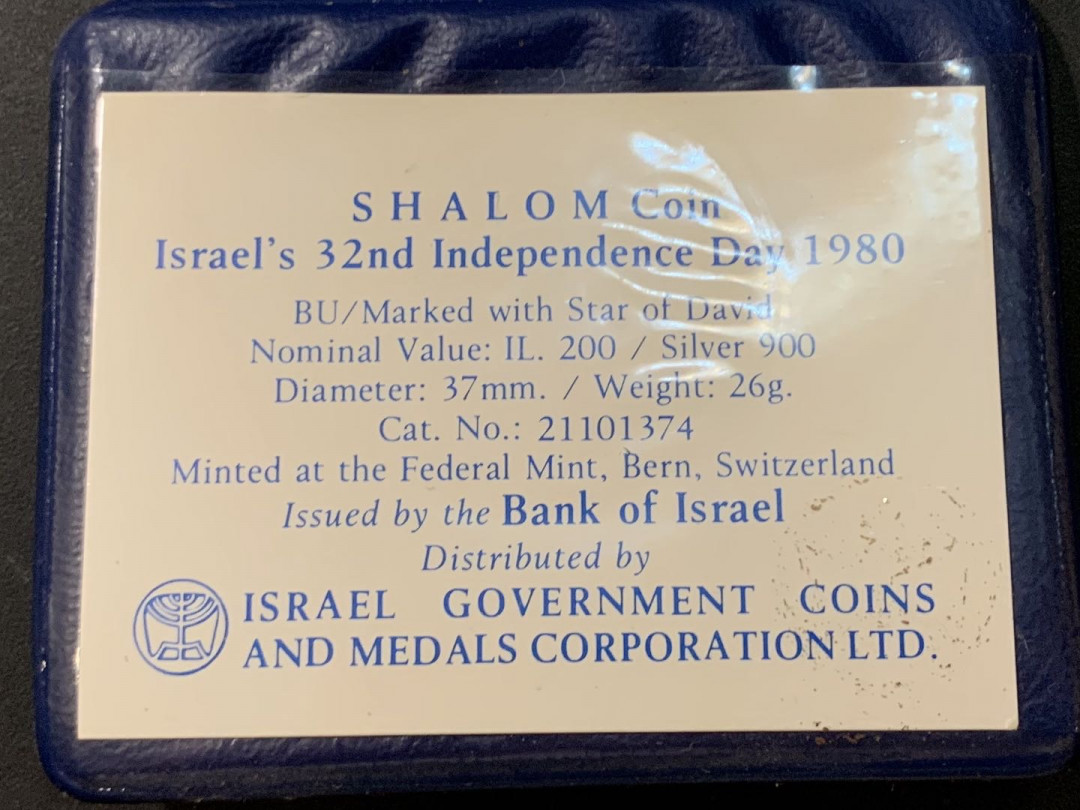 SHALOM Coin
Israel's 32nd Independence Day 1980
BU/Marked with Star of David
Nominal Value: IL. 200 / Silver 900
Diameter: 37mm. / Weight: 26g.
Cat. No.: 21101374
Minted at the Federal Mint, Bern, Switzerland
Issued by the Bank of Israel
Distributed by
ISRAEL GOVERNMENT COINS
AND MEDALS CORPORATION LTD.